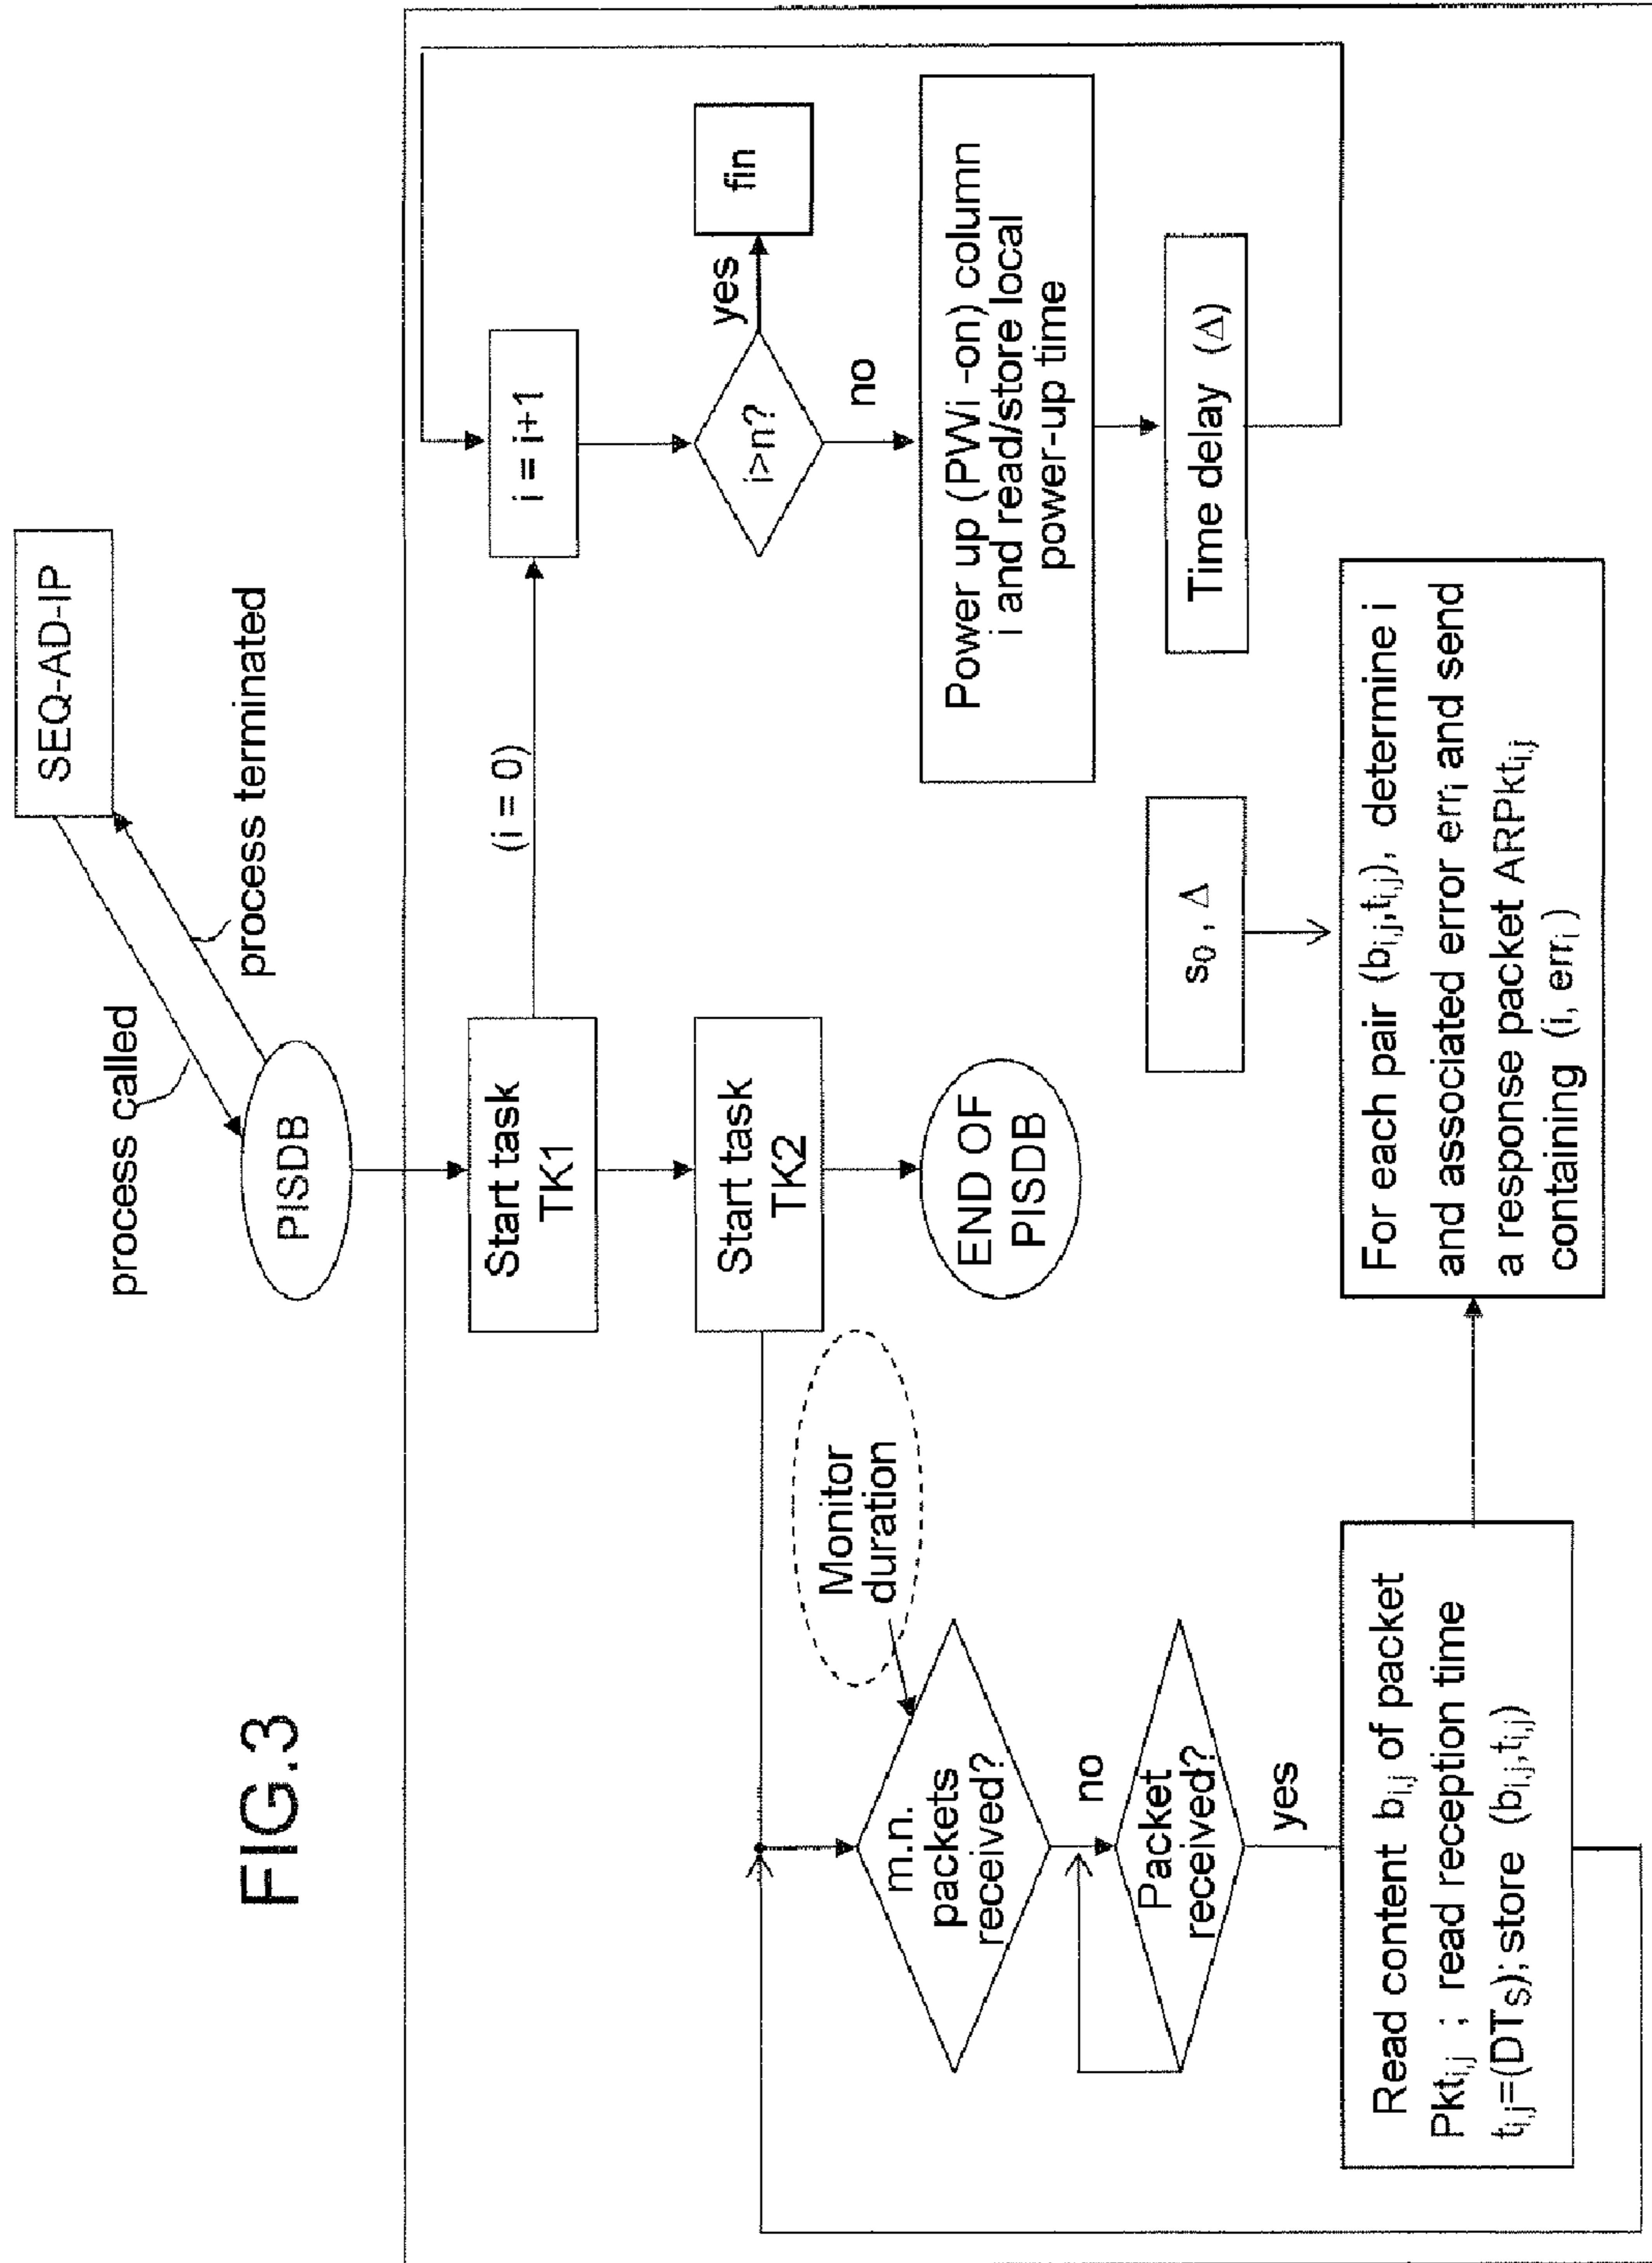 FIG.3
SEQ-AD-IP
process called
process terminated
PISDB
Start task
TK1
(i = 0)
i = i+1
i>n?
yes
fin
no
Power up (PWi -on) column
i and read/store local
power-up time
Time delay (Δ)
Start task
TK2
END OF
PISDB
Monitor
duration
m.n.
packets
received?
no
Packet
received?
yes
Read content bi,j of packet
Pkti,j ; read reception time
ti,j=(DTS); store (bi,j,ti,j)
s0 , Δ
For each pair (bi,j,ti,j), determine i
and associated error erri and send
a response packet ARPkti,j
containing (i, erri )